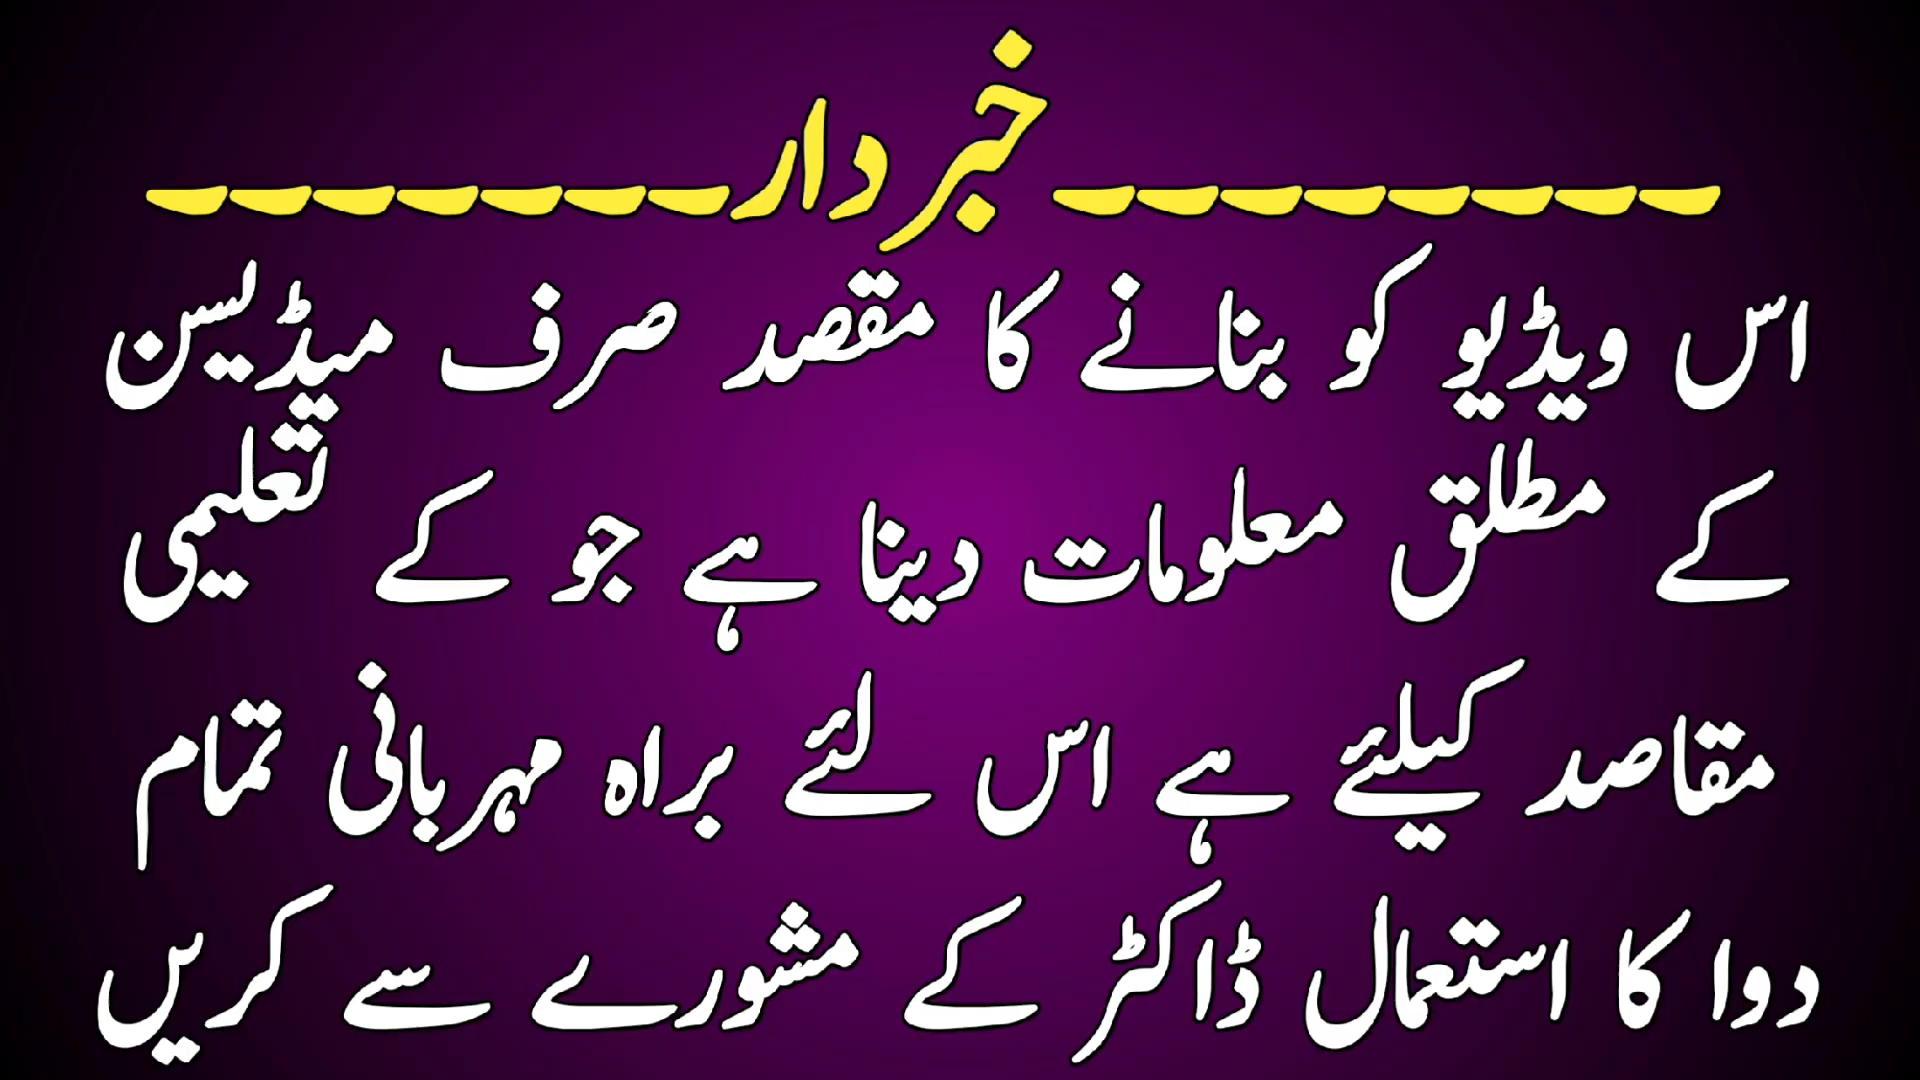 ۔۔۔۔۔۔۔۔خبردار۔۔۔۔۔۔۔
اس ویڈیو کو بنانے کا مقصد صرف میڈیسن
کے مطلق معلومات دینا ہے جو کے تعلیمی
مقاصد کیلئے ہے اس لئے براہ مہربانی تمام
دوا کا استعمال ڈاکٹر کے مشورے سے کریں